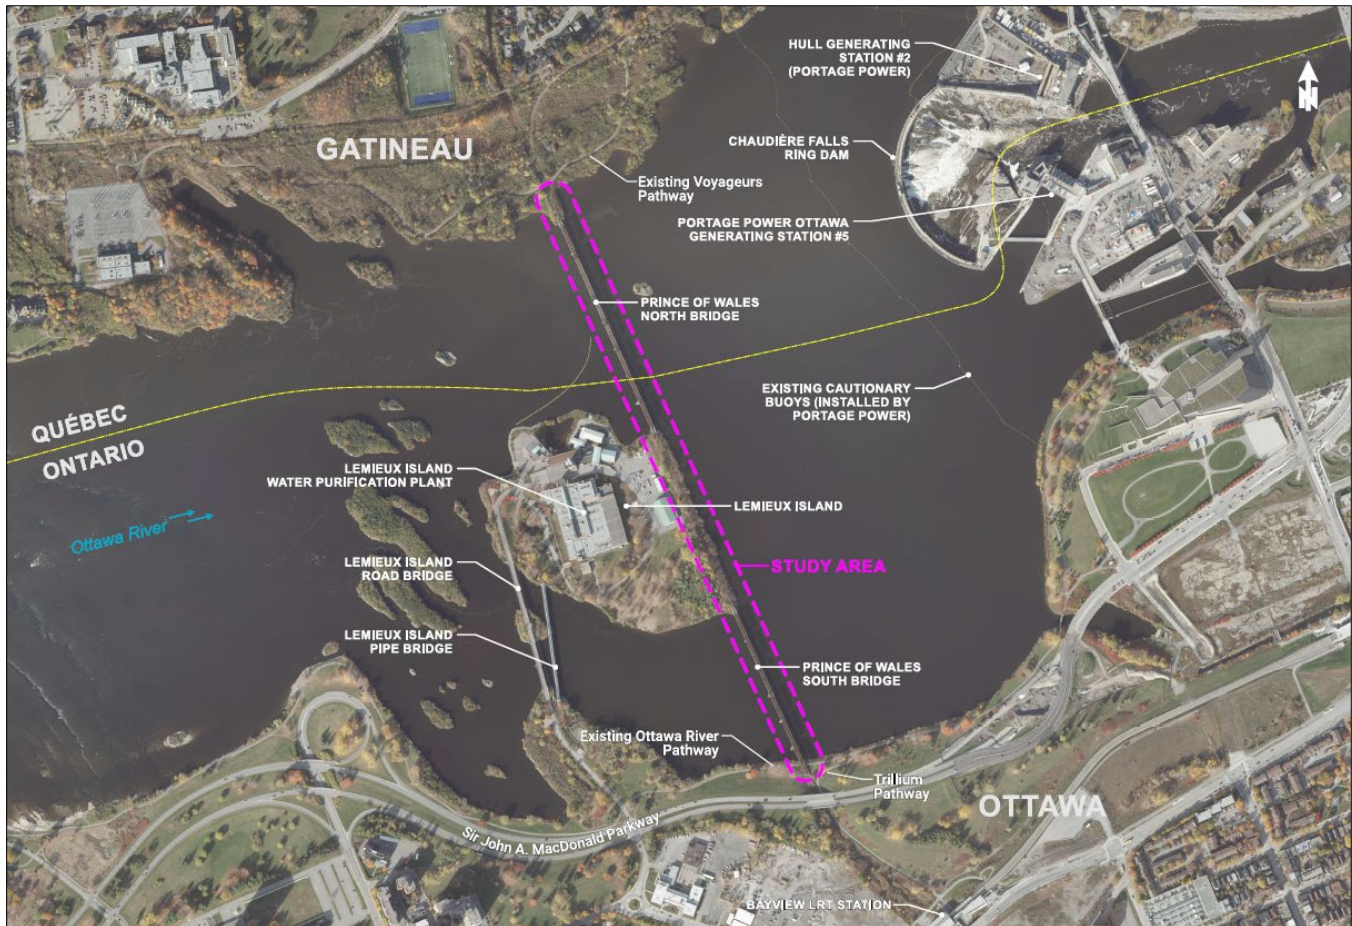 HULL GENERATING
STATION #2
(PORTAGE POWER)
N
GATINEAU
CHAUDIÈRE FALLS
RING DAM
Existing Voyageurs
Pathway
PORTAGE POWER OTTAWA
GENERATING STATION #5
PRINCE OF WALES
NORTH BRIDGE
EXISTING CAUTIONARY
BUOYS (INSTALLED BY
PORTAGE POWER)
QUÉBEC
ONTARIO
LEMIEUX ISLAND
WATER PURIFICATION PLANT
LEMIEUX ISLAND
Ottawa River
LEMIEUX ISLAND
ROAD BRIDGE
STUDY AREA
LEMIEUX ISLAND
PIPE BRIDGE
PRINCE OF WALES
SOUTH BRIDGE
Existing Ottawa River
Pathway
Trillium
Pathway
OTTAWA
Sir John A. MacDonald Parkway
BAYVIEW LRT STATION